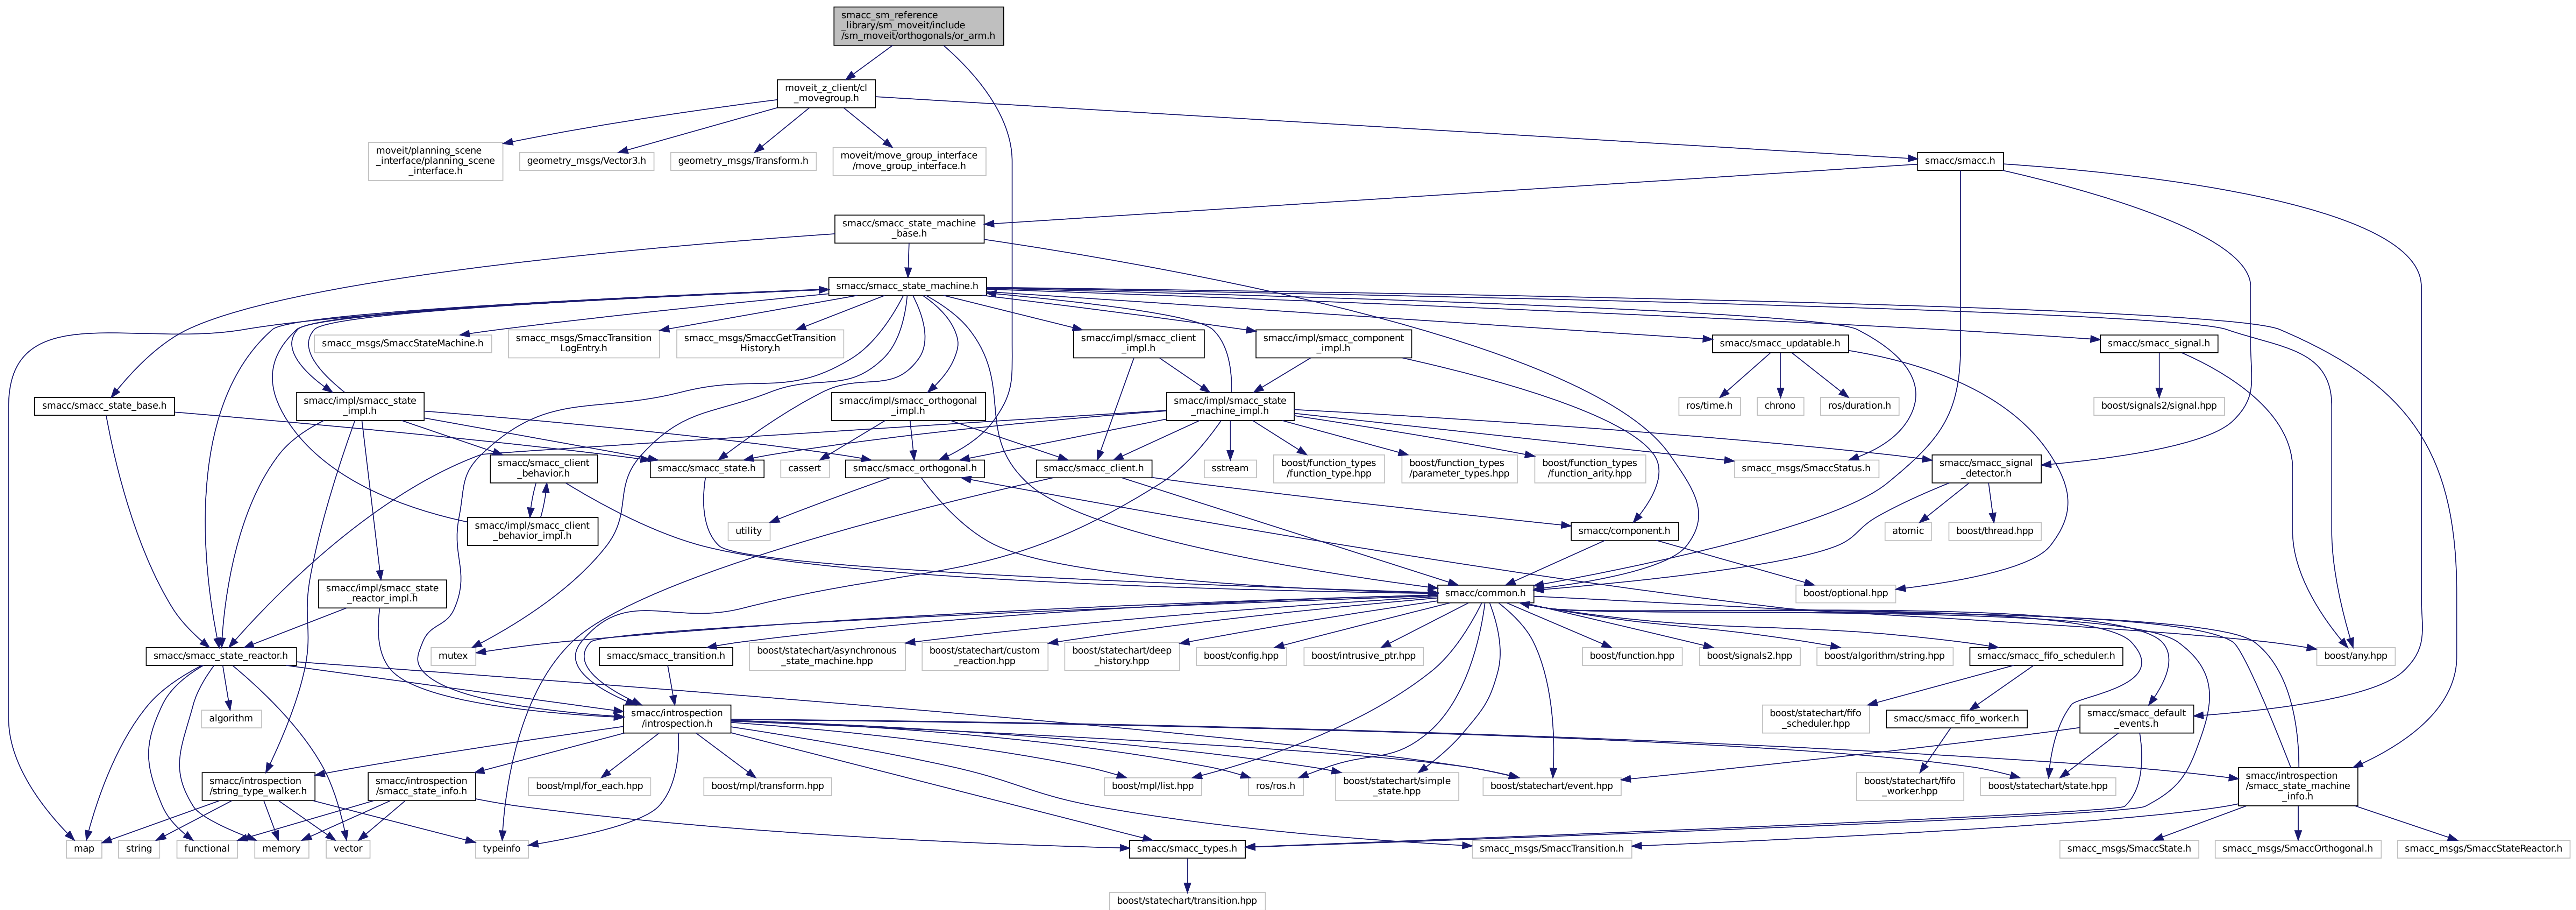 smacc_sm_reference
_library/sm_moveit/include
/sm_moveit/orthogonals/or_arm.h
moveit_z_client/cl
_movegroup.h
moveit/planning_scene
_interface/planning_scene
_interface.h
geometry_msgs/Vector3.h
geometry_msgs/Transform.h
moveit/move_group_interface
/move_group_interface.h
smacc/smacc.h
smacc/smacc_state_machine
_base.h
smacc/smacc_state_machine.h
smacc_msgs/SmaccStateMachine.h
smacc_msgs/SmaccTransition
LogEntry.h
smacc_msgs/SmaccGetTransition
History.h
smacc/impl/smacc_client
_impl.h
smacc/impl/smacc_component
_impl.h
smacc/smacc_updatable.h
smacc/smacc_signal.h
smacc/smacc_state_base.h
smacc/impl/smacc_state
_impl.h
smacc/impl/smacc_orthogonal
_impl.h
smacc/impl/smacc_state
_machine_impl.h
ros/time.h
chrono
ros/duration.h
boost/signals2/signal.hpp
smacc/smacc_client
_behavior.h
smacc/smacc_state.h
cassert
smacc/smacc_orthogonal.h
smacc/smacc_client.h
sstream
boost/function_types
/function_type.hpp
boost/function_types
/parameter_types.hpp
boost/function_types
/function_arity.hpp
smacc_msgs/SmaccStatus.h
smacc/smacc_signal
_detector.h
smacc/impl/smacc_client
_behavior_impl.h
utility
smacc/component.h
atomic
boost/thread.hpp
smacc/impl/smacc_state
_reactor_impl.h
smacc/common.h
boost/optional.hpp
smacc/smacc_state_reactor.h
mutex
smacc/smacc_transition.h
boost/statechart/asynchronous
_state_machine.hpp
boost/statechart/custom
_reaction.hpp
boost/statechart/deep
_history.hpp
boost/config.hpp
boost/intrusive_ptr.hpp
boost/function.hpp
boost/signals2.hpp
boost/algorithm/string.hpp
smacc/smacc_fifo_scheduler.h
boost/any.hpp
algorithm
smacc/introspection
/introspection.h
boost/statechart/fifo
_scheduler.hpp
smacc/smacc_fifo_worker.h
smacc/smacc_default
_events.h
smacc/introspection
/string_type_walker.h
smacc/introspection
/smacc_state_info.h
boost/mpl/for_each.hpp
boost/mpl/transform.hpp
boost/mpl/list.hpp
ros/ros.h
boost/statechart/simple
_state.hpp
boost/statechart/event.hpp
boost/statechart/fifo
_worker.hpp
boost/statechart/state.hpp
smacc/introspection
/smacc_state_machine
_info.h
map
string
functional
memory
vector
typeinfo
smacc/smacc_types.h
smacc_msgs/SmaccTransition.h
smacc_msgs/SmaccState.h
smacc_msgs/SmaccOrthogonal.h
smacc_msgs/SmaccStateReactor.h
boost/statechart/transition.hpp